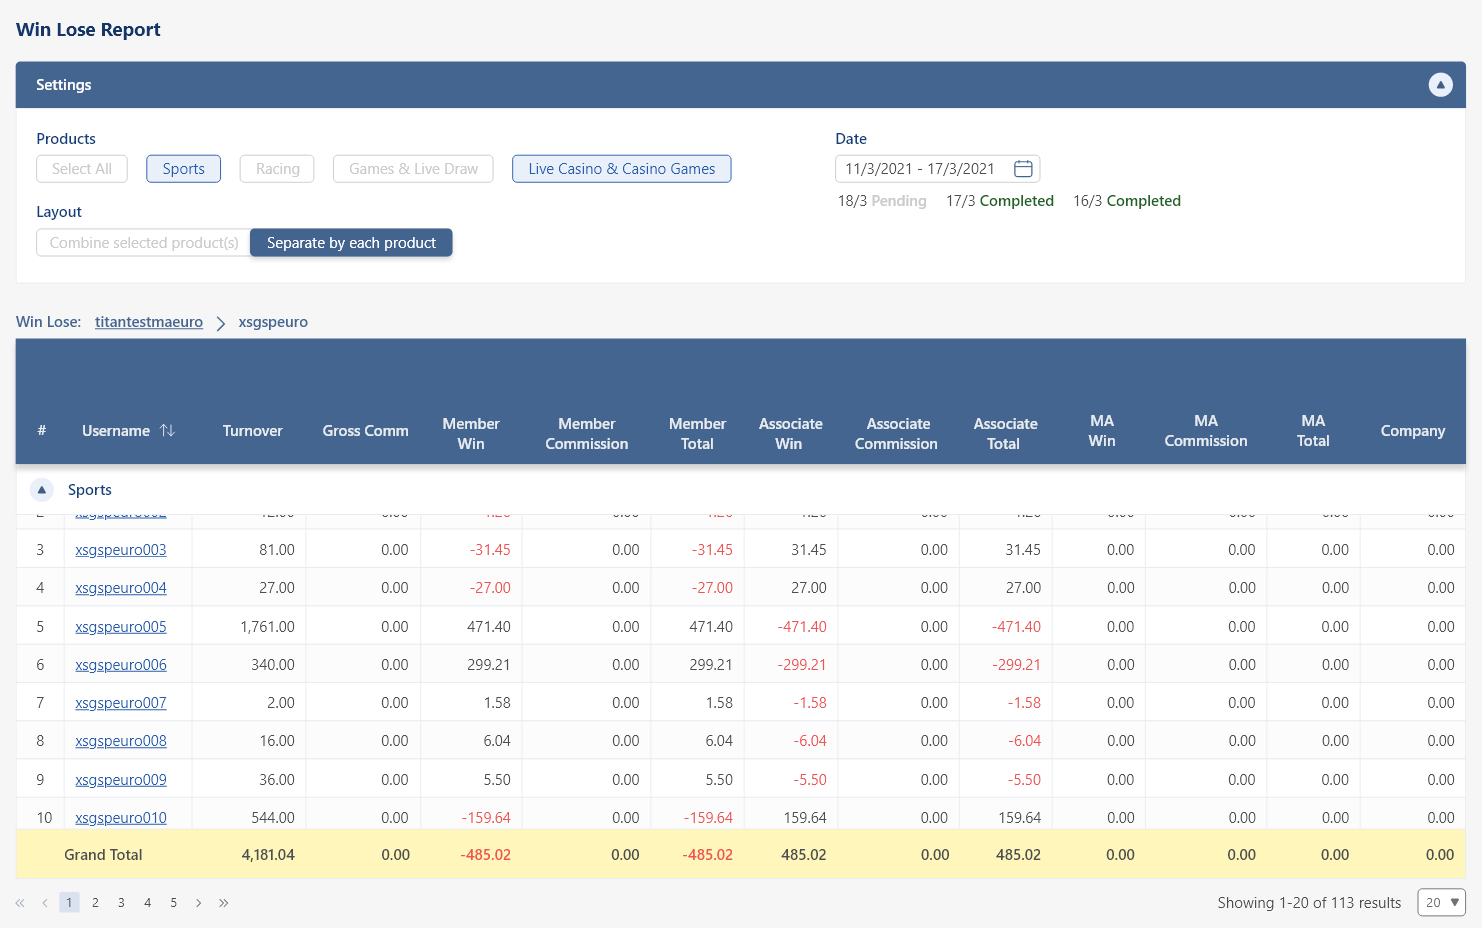 Win Lose Report
Settings
Products
Select All Sports Racing Games & Live Draw Live Casino & Casino Games
Layout
Combine selected product(s) Separate by each product
Date
11/3/2021 - 17/3/2021
18/3 Pending 17/3 Completed 16/3 Completed
Win Lose: titantestmaeuro xsgspeuro
# Username Turnover Gross Comm Member Win Member Commission Member Total Associate Win Associate Commission Associate Total MA Win MA Commission MA Total Company
Sports
3 xsgspeuro003 81.00 0.00 -31.45 0.00 -31.45 31.45 0.00 31.45 0.00 0.00 0.00 0.00
4 xsgspeuro004 27.00 0.00 -27.00 0.00 -27.00 27.00 0.00 27.00 0.00 0.00 0.00 0.00
5 xsgspeuro005 1,761.00 0.00 471.40 0.00 471.40 -471.40 0.00 -471.40 0.00 0.00 0.00 0.00
6 xsgspeuro006 340.00 0.00 299.21 0.00 299.21 -299.21 0.00 -299.21 0.00 0.00 0.00 0.00
7 xsgspeuro007 2.00 0.00 1.58 0.00 1.58 -1.58 0.00 -1.58 0.00 0.00 0.00 0.00
8 xsgspeuro008 16.00 0.00 6.04 0.00 6.04 -6.04 0.00 -6.04 0.00 0.00 0.00 0.00
9 xsgspeuro009 36.00 0.00 5.50 0.00 5.50 -5.50 0.00 -5.50 0.00 0.00 0.00 0.00
10 xsgspeuro010 544.00 0.00 -159.64 0.00 -159.64 159.64 0.00 159.64 0.00 0.00 0.00 0.00
Grand Total 4,181.04 0.00 -485.02 0.00 -485.02 485.02 0.00 485.02 0.00 0.00 0.00 0.00
« ‹ 1 2 3 4 5 › » Showing 1-20 of 113 results 20